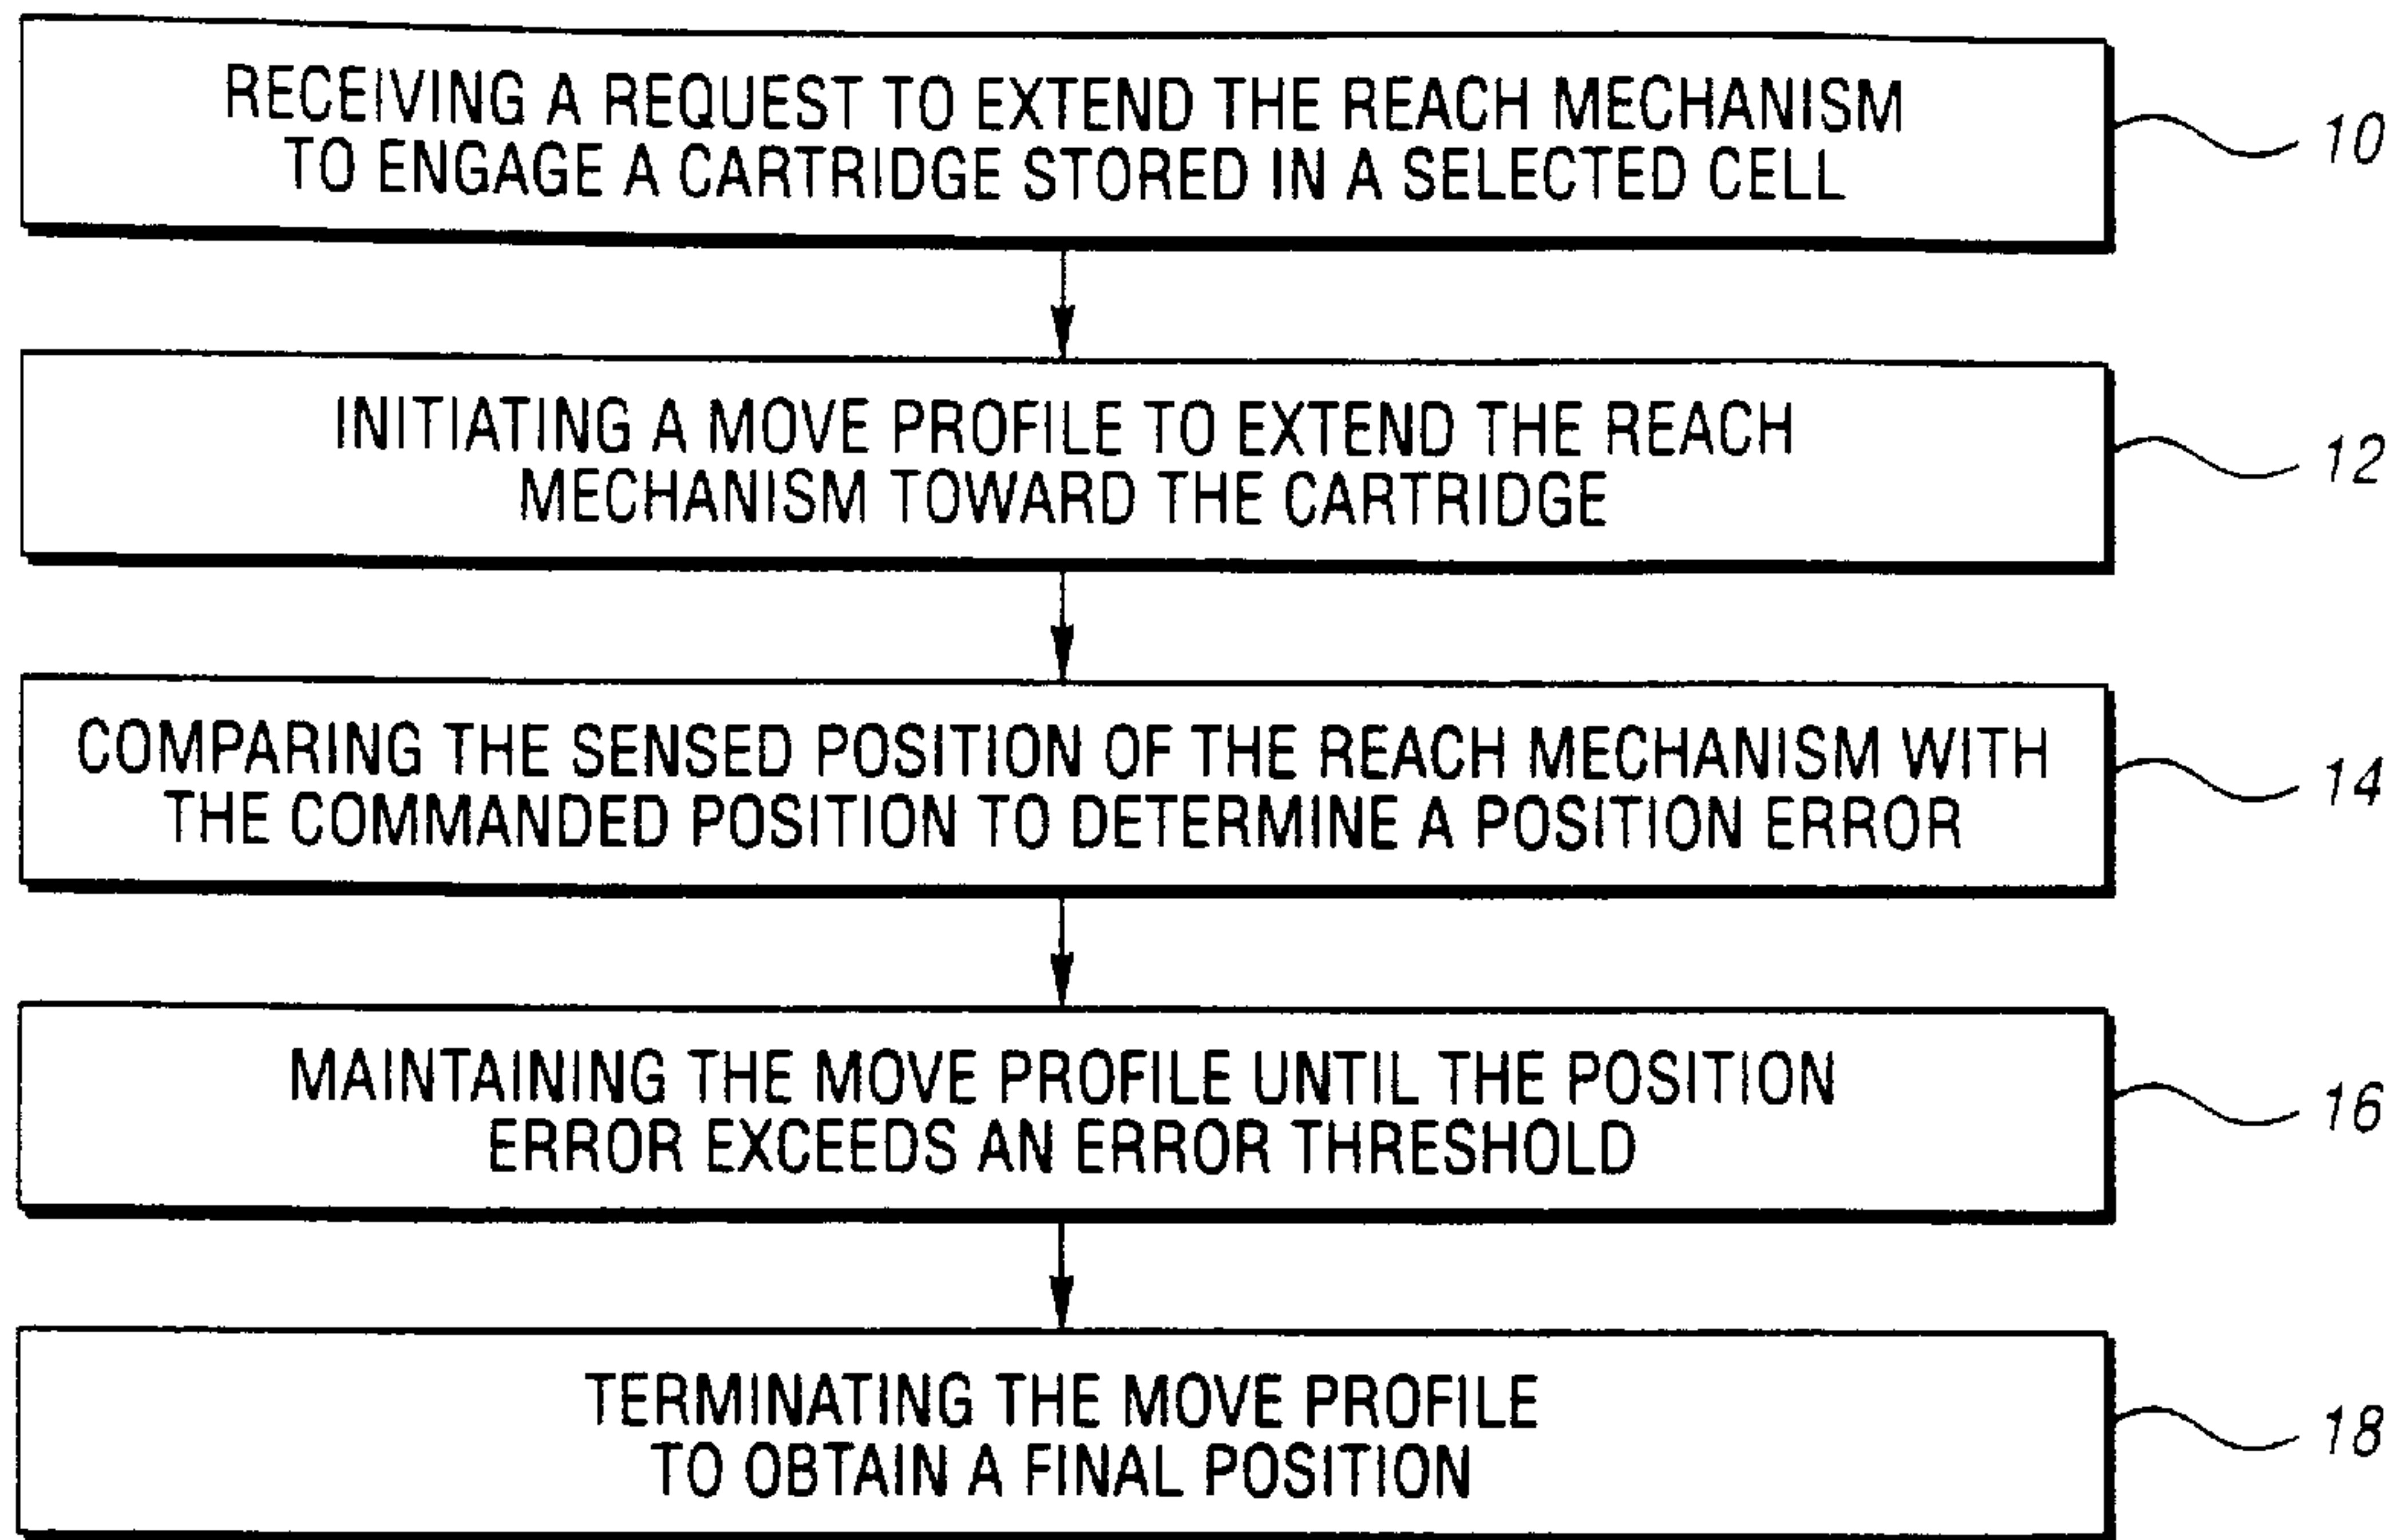 RECEIVING A REQUEST TO EXTEND THE REACH MECHANISM
TO ENGAGE A CARTRIDGE STORED IN A SELECTED CELL
10
INITIATING A MOVE PROFILE TO EXTEND THE REACH
MECHANISM TOWARD THE CARTRIDGE
12
COMPARING THE SENSED POSITION OF THE REACH MECHANISM WITH
THE COMMANDED POSITION TO DETERMINE A POSITION ERROR
14
MAINTAINING THE MOVE PROFILE UNTIL THE POSITION
ERROR EXCEEDS AN ERROR THRESHOLD
16
TERMINATING THE MOVE PROFILE
TO OBTAIN A FINAL POSITION
18